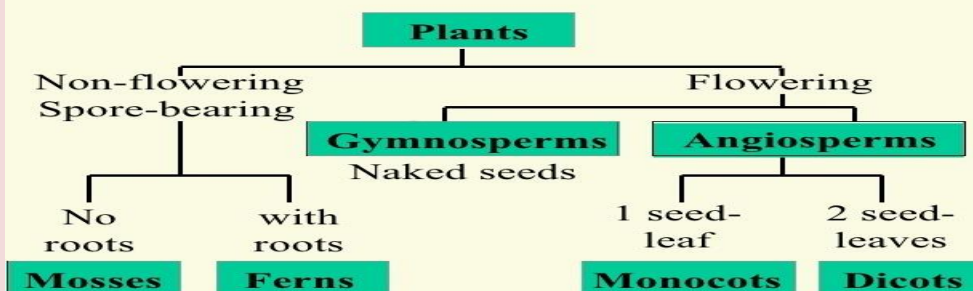 Plants
Non-flowering
Spore-bearing
Flowering
Gymnosperms
Angiosperms
Naked seeds
No
roots
with
roots
1 seed-
leaf
2 seed-
leaves
Mosses
Ferns
Monocots
Dicots